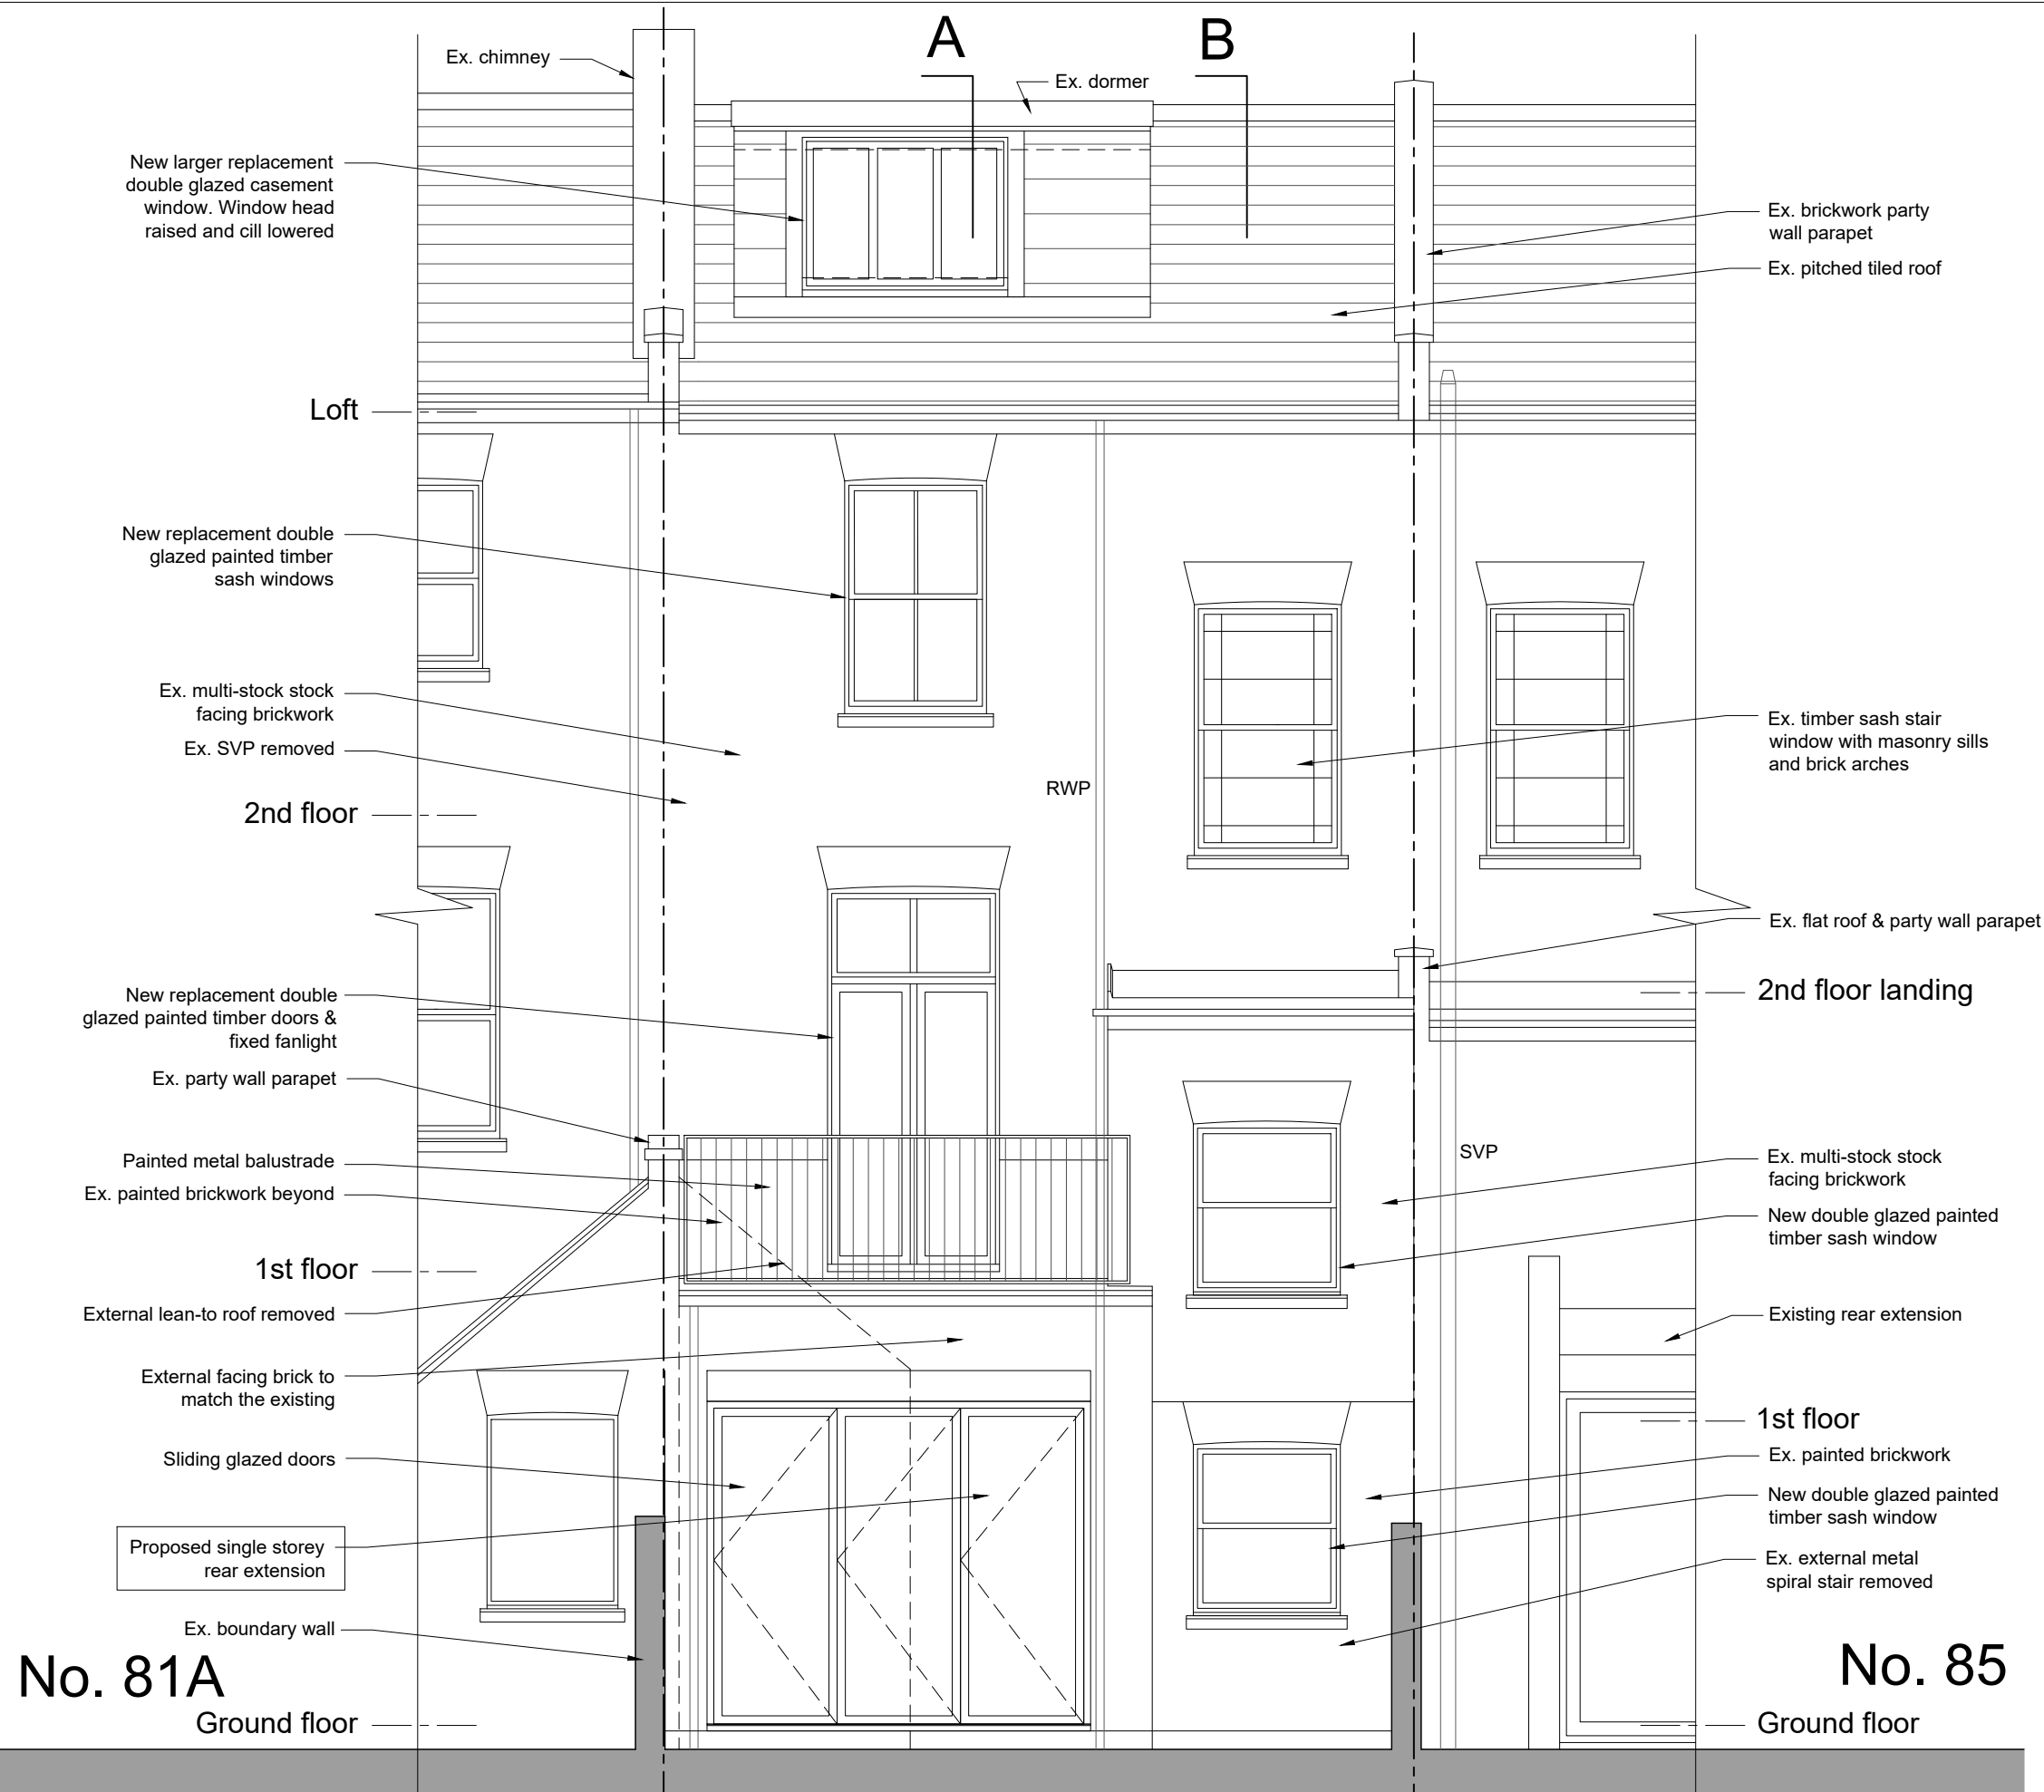 A
B
Ex. chimney
Ex. dormer
New larger replacement
double glazed casement
window. Window head
raised and cill lowered
Ex. brickwork party
wall parapet
Ex. pitched tiled roof
Loft
New replacement double
glazed painted timber
sash windows
Ex. multi-stock stock
facing brickwork
Ex. SVP removed
RWP
Ex. timber sash stair
window with masonry sills
and brick arches
2nd floor
Ex. flat roof & party wall parapet
2nd floor landing
New replacement double
glazed painted timber doors &
fixed fanlight
Ex. party wall parapet
Painted metal balustrade
Ex. painted brickwork beyond
SVP
Ex. multi-stock stock
facing brickwork
New double glazed painted
timber sash window
1st floor
External lean-to roof removed
Existing rear extension
External facing brick to
match the existing
1st floor
Sliding glazed doors
Ex. painted brickwork
New double glazed painted
timber sash window
Proposed single storey
rear extension
Ex. external metal
spiral stair removed
Ex. boundary wall
No. 81A
No. 85
Ground floor
Ground floor